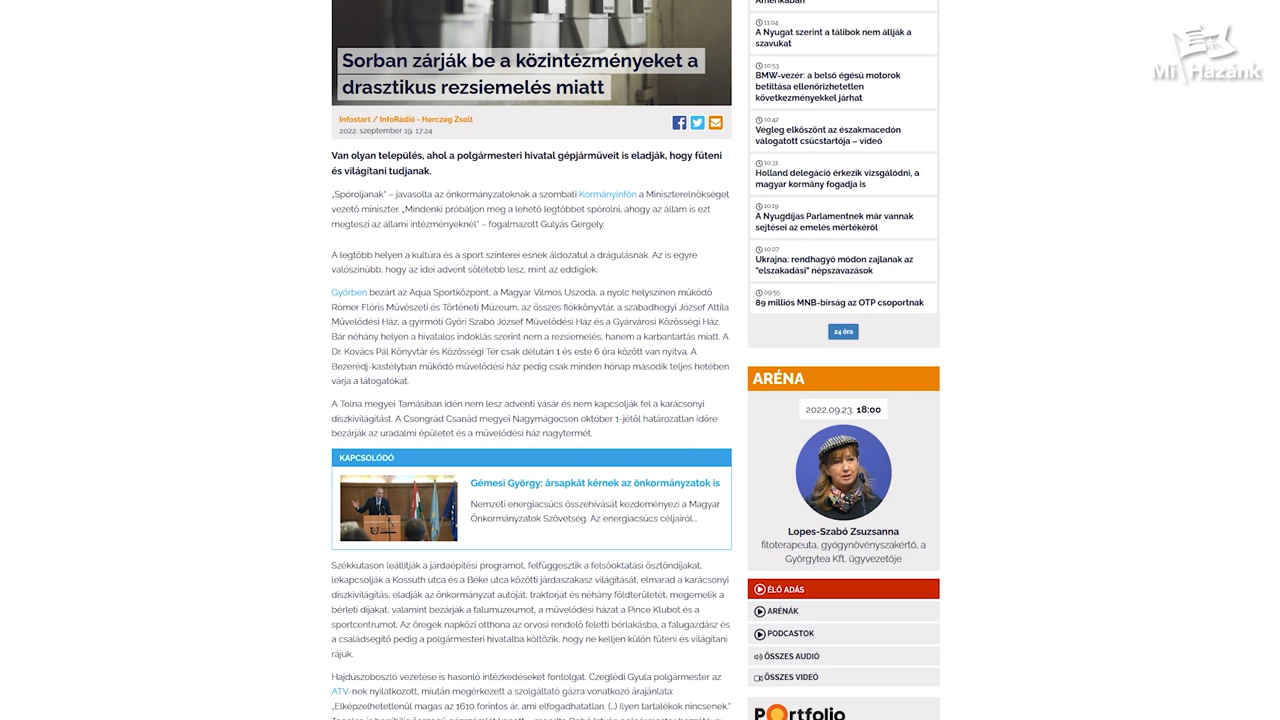 Sorban zárják be a közintézményeket a
drasztikus rezsiemelés miatt
Infostart / InfoRádió - Herczeg Zsolt
2022. szeptember 19. 17:24
Van olyan település, ahol a polgármesteri hivatal gépjárműveit is eladják, hogy fűteni
és világítani tudjanak.
„Spóroljanak" – javasolta az önkormányzatoknak a szombati Kormányinfón a Miniszterelnökséget
vezető miniszter. „Mindenki próbáljon meg a lehető legtöbbet spórolni, ahogy az állam is ezt
megteszi az állami intézményeknél" – fogalmazott Gulyás Gergely.
A legtöbb helyen a kultúra és a sport színterei esnek áldozatul a drágulásnak. Az is egyre
valószínűbb, hogy az idei advent sötétebb lesz, mint az eddigiek.
Győrben bezárt az Aqua Sportközpont, a Magyar Vilmos Uszoda, a nyolc helyszínen működő
Rómer Flóris Művészeti és Történeti Múzeum, az összes fiókkönyvtár, a szabadhegyi József Attila
Művelődési Ház, a gyirmóti Győri Szabó József Művelődési Ház és a Gyárvárosi Közösségi Ház.
Bár néhány helyen a hivatalos indoklás szerint nem a rezsiemelés, hanem a karbantartás miatt. A
Dr. Kovács Pál Könyvtár és Közösségi Tér csak délután 1 és este 6 óra között van nyitva. A
Bezerédj-kastélyban működő művelődési ház pedig csak minden hónap második teljes hetében
várja a látogatókat.
A Tolna megyei Tamásiban idén nem lesz adventi vásár és nem kapcsolják fel a karácsonyi
díszkivilágítást. A Csongrád Csanád megyei Nagymágocson október 1-jétől határozatlan időre
bezárják az uradalmi épületet és a művelődési ház nagytermét.
KAPCSOLÓDÓ
Gémesi György: ársapkát kérnek az önkormányzatok is
Nemzeti energiacsúcs összehívását kezdeményezi a Magyar
Önkormányzatok Szövetség. Az energiacsúcs céljairól...
Székkutason leállítják a járdaépítési programot, felfüggesztik a felsőoktatási ösztöndíjakat,
lekapcsolják a Kossuth utca és a Béke utca közötti járdaszakasz világítását, elmarad a karácsonyi
díszkivilágítás, eladják az önkormányzat autóját, traktorját és néhány földterületét, megemelik a
bérleti díjakat, valamint bezárják a falumúzeumot, a művelődési házat a Pince Klubot és a
sportcentrumot. Az öregek napközi otthona az orvosi rendelő feletti bérlakásba, a falugazdász és
a családsegítő pedig a polgármesteri hivatalba költözik, hogy ne kelljen külön fűteni és világítani
rájuk.
Hajdúszoboszló vezetése is hasonló intézkedéseket fontolgat. Czeglédi Gyula polgármester az
ATV-nek nyilatkozott, miután megérkezett a szolgáltató gázra vonatkozó árajánlata:
„Elképzelhetetlenül magas az 1610 forintos ár, ami elfogadhatatlan. (...) Ilyen tartalékok nincsenek."
Amerikában
11:04
A Nyugat szerint a tálibok nem állják a
szavukat
10:53
BMW-vezér: a belső égésű motorok
betiltása ellenőrizhetetlen
következményekkel járhat
10:42
Végleg elköszönt az északmacedón
válogatott csúcstartója – videó
10:31
Holland delegáció érkezik vizsgálódni, a
magyar kormány fogadja is
10:19
A Nyugdíjas Parlamentnek már vannak
sejtései az emelés mértékéről
10:07
Ukrajna: rendhagyó módon zajlanak az
"elszakadási" népszavazások
09:55
89 milliós MNB-bírság az OTP csoportnak
24 óra
ARÉNA
2022.09.23. 18:00
Lopes-Szabó Zsuzsanna
fitoterapeuta, gyógynövényszakértő, a
Györgytea Kft. ügyvezetője
ÉLŐ ADÁS
ARÉNÁK
PODCASTOK
ÖSSZES AUDIÓ
ÖSSZES VIDEÓ
Portfolio
Mi Hazánk